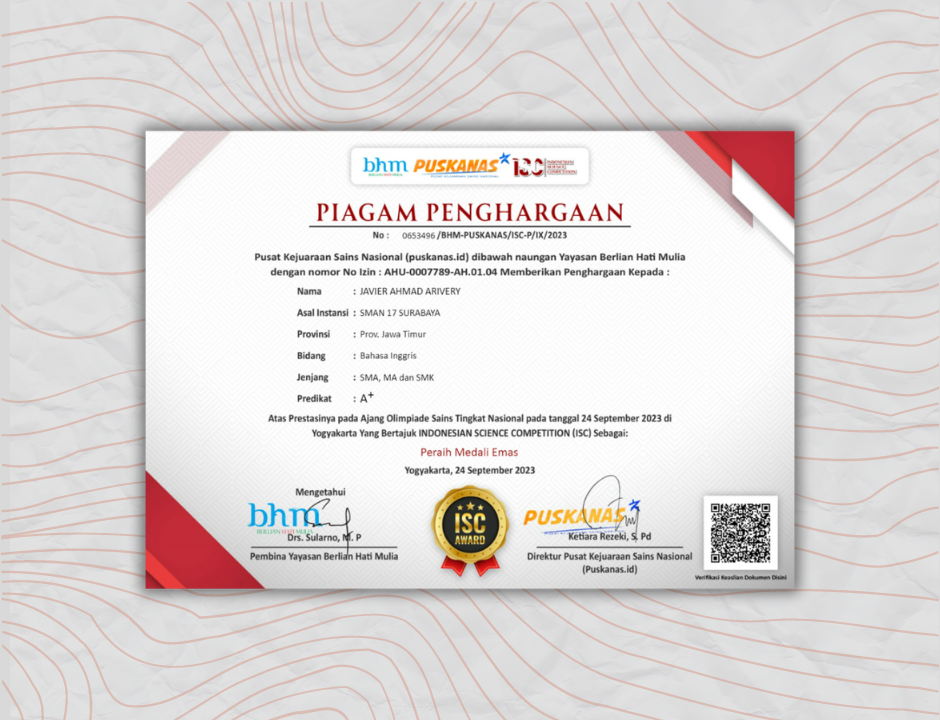 bhm PUSKANAS ISC
PIAGAM PENGHARGAAN
No : 0653496 /BHM-PUSKANAS/ISC-P/IX/2023
Pusat Kejuaraan Sains Nasional (puskanas.id) dibawah naungan Yayasan Berlian Hati Mulia
dengan nomor No Izin : AHU-0007789-AH.01.04 Memberikan Penghargaan Kepada :
Nama : JAVIER AHMAD ARIVERY
Asal Instansi : SMAN 17 SURABAYA
Provinsi : Prov. Jawa Timur
Bidang : Bahasa Inggris
Jenjang : SMA, MA dan SMK
Predikat : A+
Atas Prestasinya pada Ajang Olimpiade Sains Tingkat Nasional pada tanggal 24 September 2023 di
Yogyakarta Yang Bertajuk INDONESIAN SCIENCE COMPETITION (ISC) Sebagai:
Peraih Medali Emas
Yogyakarta, 24 September 2023
Mengetahui
bhm
BERLIAN HATI MULIA
Drs. Sularno, M. P
Pembina Yayasan Berlian Hati Mulia
ISC
AWARD
PUSKANAS
Ketiara Rezeki, S. Pd
Direktur Pusat Kejuaraan Sains Nasional
(Puskanas.id)
Verifikasi Keaslian Dokumen Disini